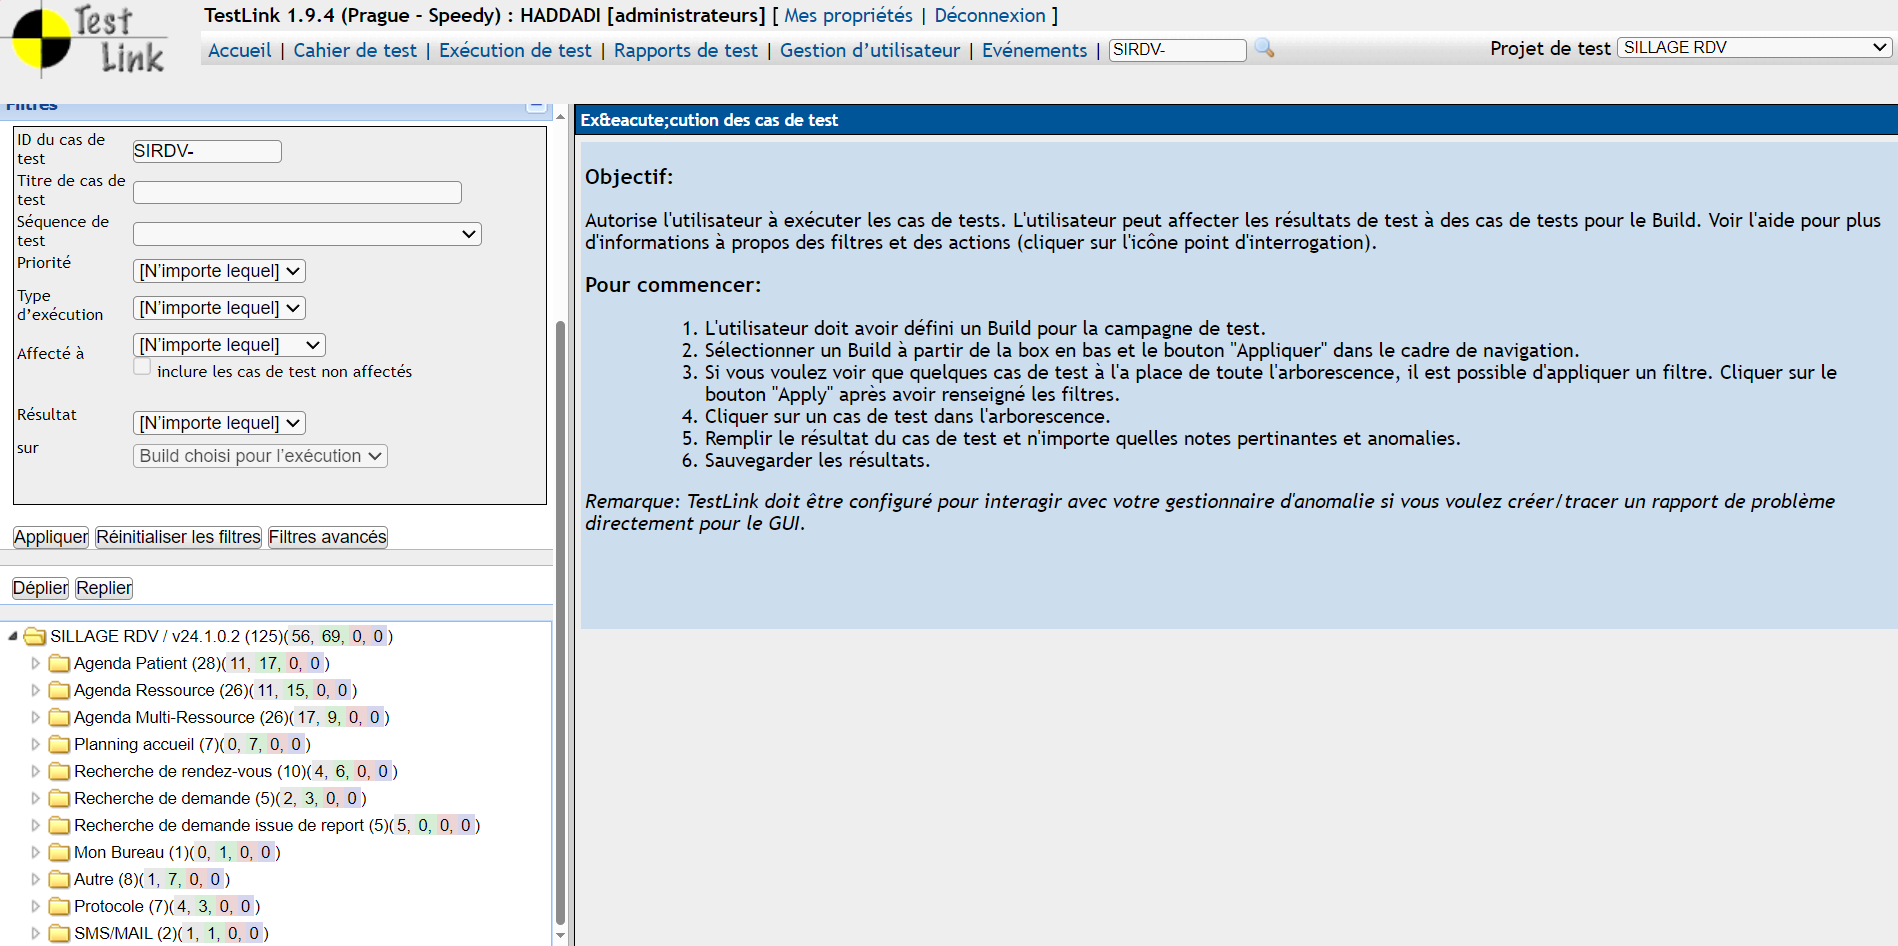 Test Link
TestLink 1.9.4 (Prague - Speedy) : HADDADI [administrateurs] [ Mes propriétés | Déconnexion ]
Accueil | Cahier de test | Exécution de test | Rapports de test | Gestion d'utilisateur | Evénements | SIRDV-
Projet de test SILLAGE RDV
Filtres
ID du cas de test SIRDV-
Titre de cas de test
Séquence de test
Priorité [N'importe lequel]
Type d'exécution [N'importe lequel]
Affecté à [N'importe lequel]
inclure les cas de test non affectés
Résultat [N'importe lequel]
sur Build choisi pour l'exécution
Appliquer Réinitialiser les filtres Filtres avancés
Déplier Replier
SILLAGE RDV / v24.1.0.2 (125)(56, 69, 0, 0)
Agenda Patient (28)(11, 17, 0, 0)
Agenda Ressource (26)(11, 15, 0, 0)
Agenda Multi-Ressource (26)(17, 9, 0, 0)
Planning accueil (7)(0, 7, 0, 0)
Recherche de rendez-vous (10)(4, 6, 0, 0)
Recherche de demande (5)(2, 3, 0, 0)
Recherche de demande issue de report (5)(5, 0, 0, 0)
Mon Bureau (1)(0, 1, 0, 0)
Autre (8)(1, 7, 0, 0)
Protocole (7)(4, 3, 0, 0)
SMS/MAIL (2)(1, 1, 0, 0)
Ex&eacute;cution des cas de test
Objectif:
Autorise l'utilisateur à exécuter les cas de tests. L'utilisateur peut affecter les résultats de test à des cas de tests pour le Build. Voir l'aide pour plus
d'informations à propos des filtres et des actions (cliquer sur l'icône point d'interrogation).
Pour commencer:
1. L'utilisateur doit avoir défini un Build pour la campagne de test.
2. Sélectionner un Build à partir de la box en bas et le bouton "Appliquer" dans le cadre de navigation.
3. Si vous voulez voir que quelques cas de test à l'a place de toute l'arborescence, il est possible d'appliquer un filtre. Cliquer sur le
bouton "Apply" après avoir renseigné les filtres.
4. Cliquer sur un cas de test dans l'arborescence.
5. Remplir le résultat du cas de test et n'importe quelles notes pertinantes et anomalies.
6. Sauvegarder les résultats.
Remarque: TestLink doit être configuré pour interagir avec votre gestionnaire d'anomalie si vous voulez créer/tracer un rapport de problème
directement pour le GUI.